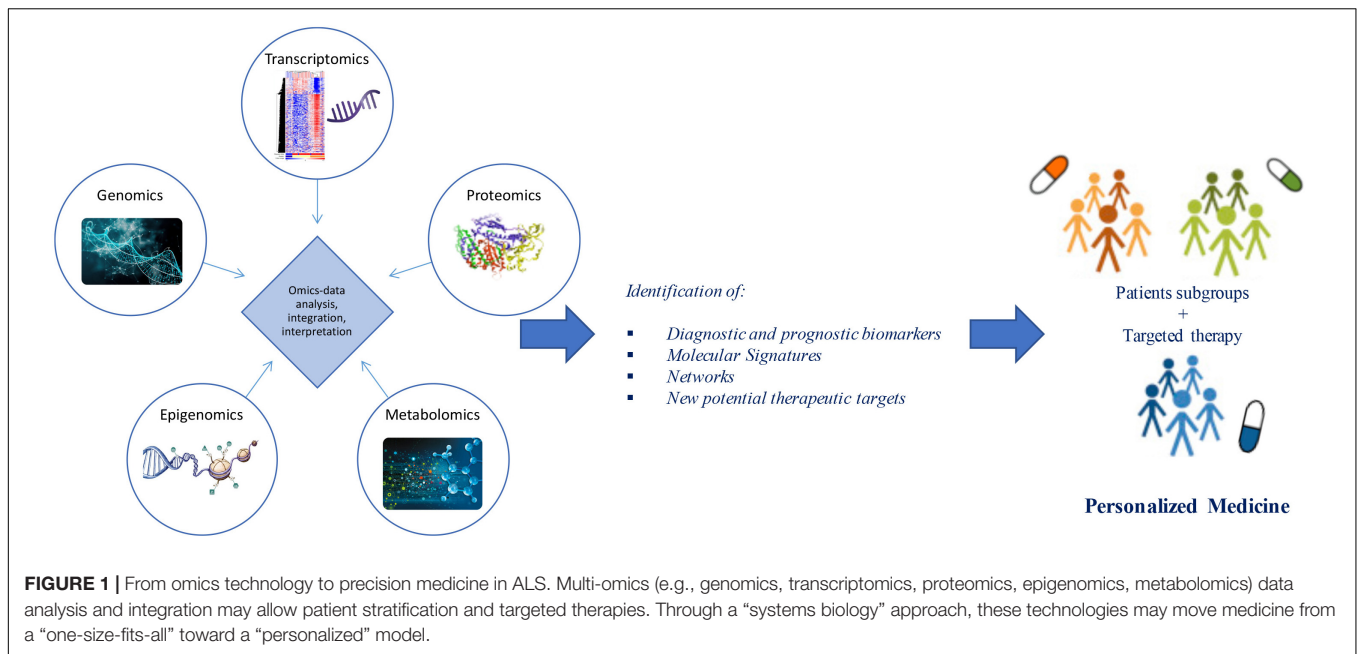 Transcriptomics
Genomics
Proteomics
Omics-data
analysis,
integration,
interpretation
Epigenomics
Metabolomics
Identification of:
▪ Diagnostic and prognostic biomarkers
▪ Molecular Signatures
▪ Networks
▪ New potential therapeutic targets
Patients subgroups
+
Targeted therapy
Personalized Medicine
FIGURE 1 | From omics technology to precision medicine in ALS. Multi-omics (e.g., genomics, transcriptomics, proteomics, epigenomics, metabolomics) data
analysis and integration may allow patient stratification and targeted therapies. Through a “systems biology” approach, these technologies may move medicine from
a “one-size-fits-all” toward a “personalized” model.